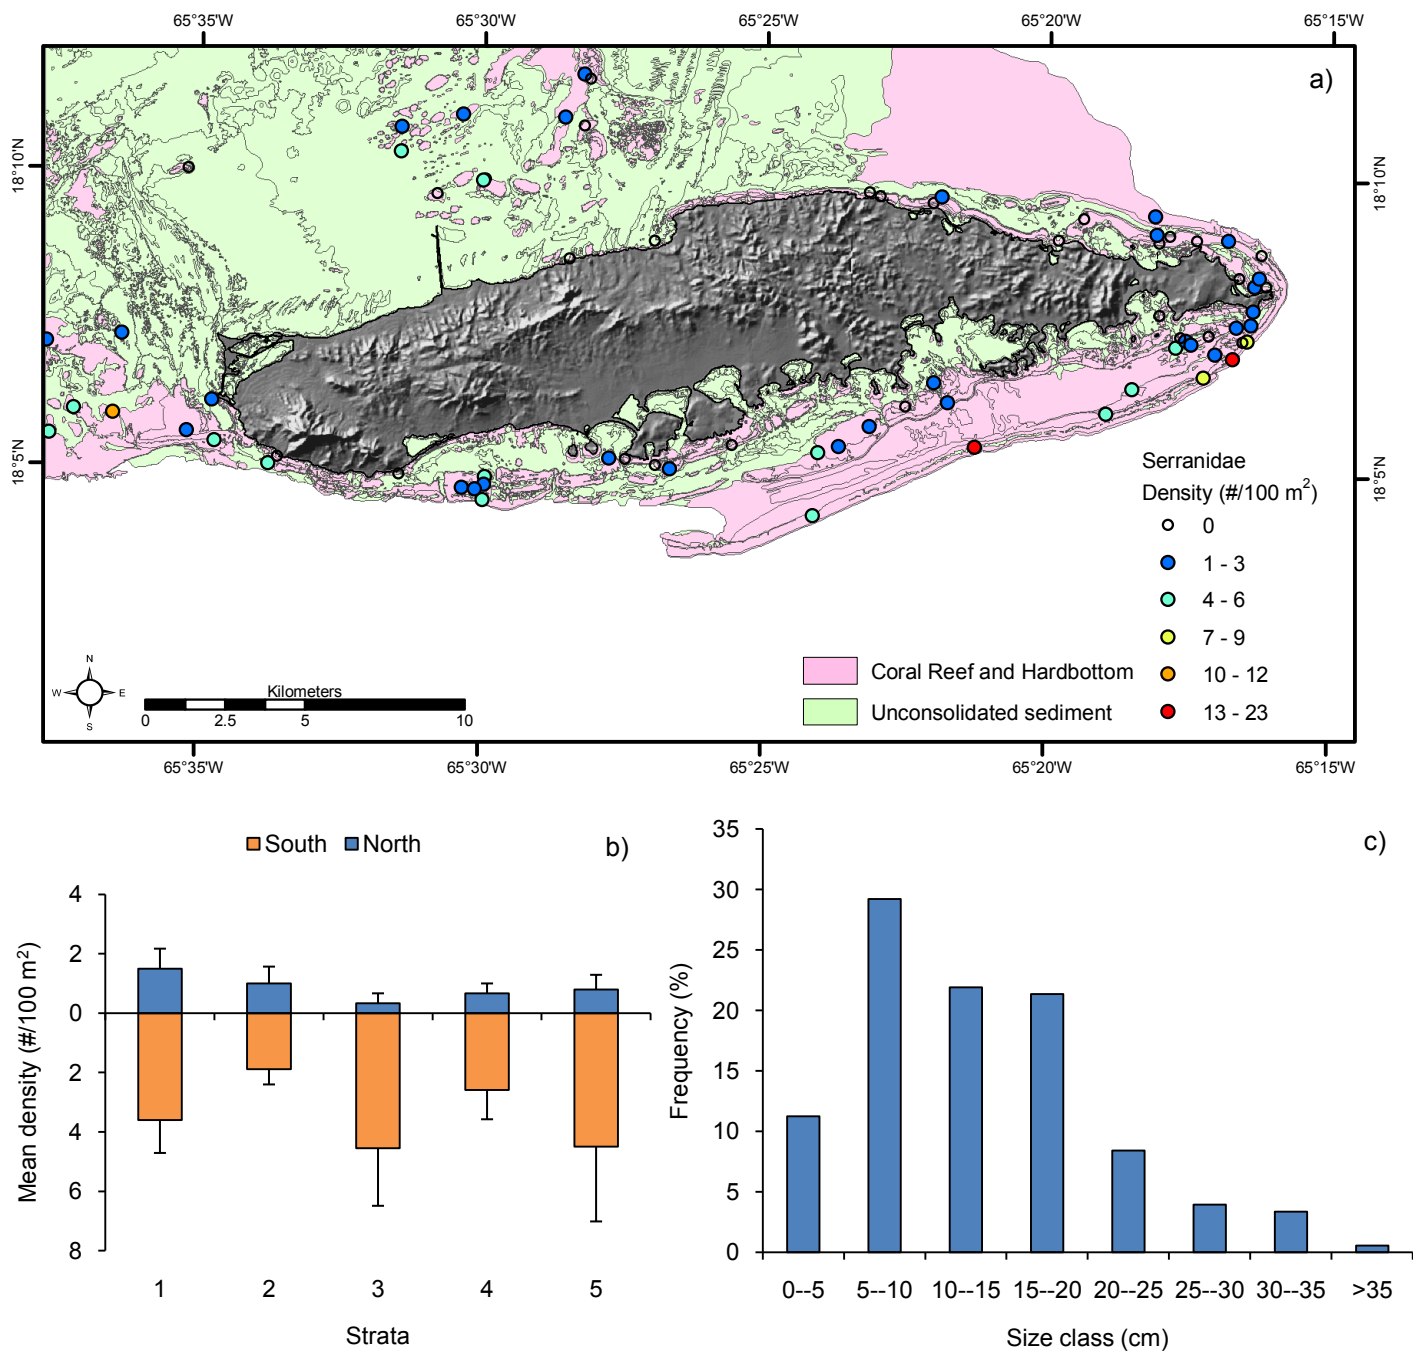 65°35'W 65°30'W 65°25'W 65°20'W 65°15'W
a)
18°10'N 18°10'N
18°5'N 18°5'N
Serranidae
Density (#/100 m²)
0
1 - 3
4 - 6
7 - 9
10 - 12
13 - 23
Coral Reef and Hardbottom
Unconsolidated sediment
N
W E
S
Kilometers
0 2.5 5 10
65°35'W 65°30'W 65°25'W 65°20'W 65°15'W
South North
b)
Mean density (#/100 m²)
4
2
0
2
4
6
8
1 2 3 4 5
Strata
c)
Frequency (%)
35
30
25
20
15
10
5
0
0--5 5--10 10--15 15--20 20--25 25--30 30--35 >35
Size class (cm)